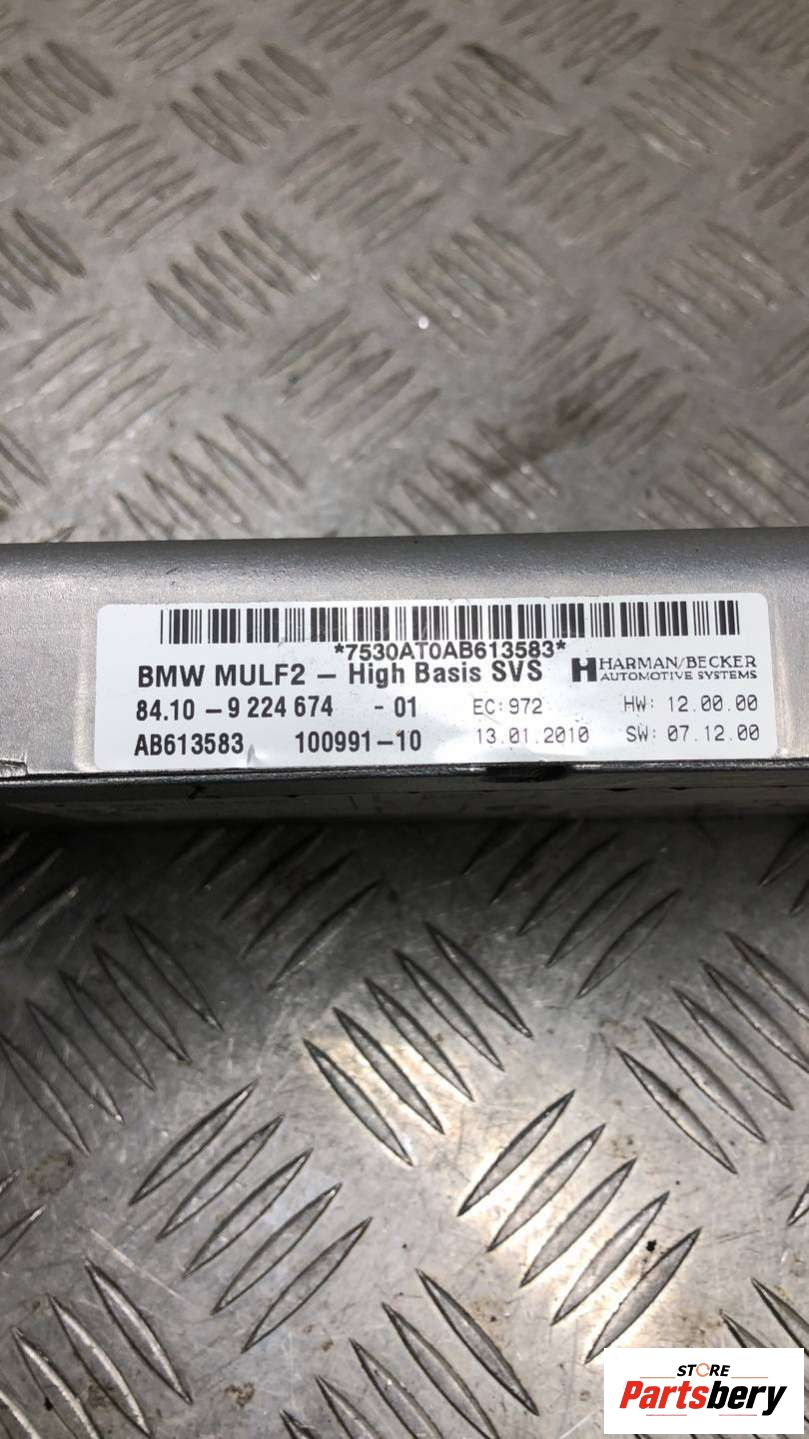 *7530AT0AB613583*
BMW MULF2 – High Basis SVS
HARMAN/BECKER
AUTOMOTIVE SYSTEMS
84.10 – 9 224 674 - 01 EC: 972 HW: 12.00.00
AB613583 100991–10 13.01.2010 SW: 07.12.00
STORE
Partsbery